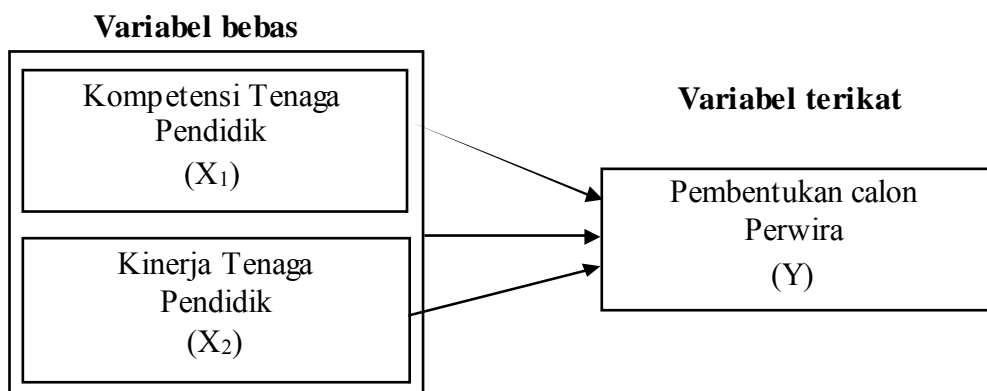 Variabel bebas
Kompetensi Tenaga
Pendidik
(X₁)
Kinerja Tenaga
Pendidik
(X₂)
Variabel terikat
Pembentukan calon
Perwira
(Y)